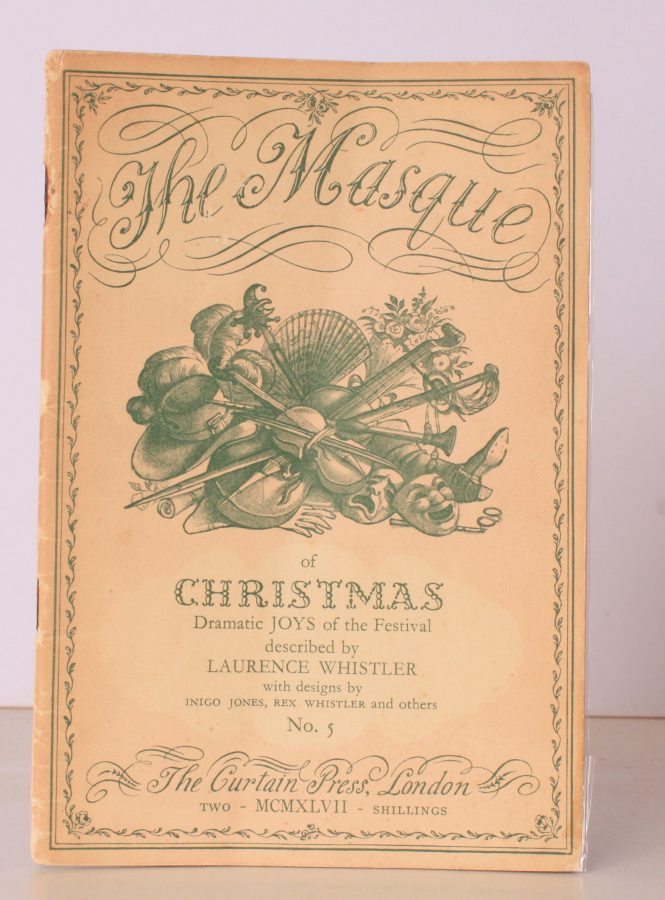 The Masque
of
CHRISTMAS
Dramatic JOYS of the Festival
described by
LAURENCE WHISTLER
with designs by
INIGO JONES, REX WHISTLER and others
No. 5
The Curtain Press, London
TWO - MCMXLVII - SHILLINGS